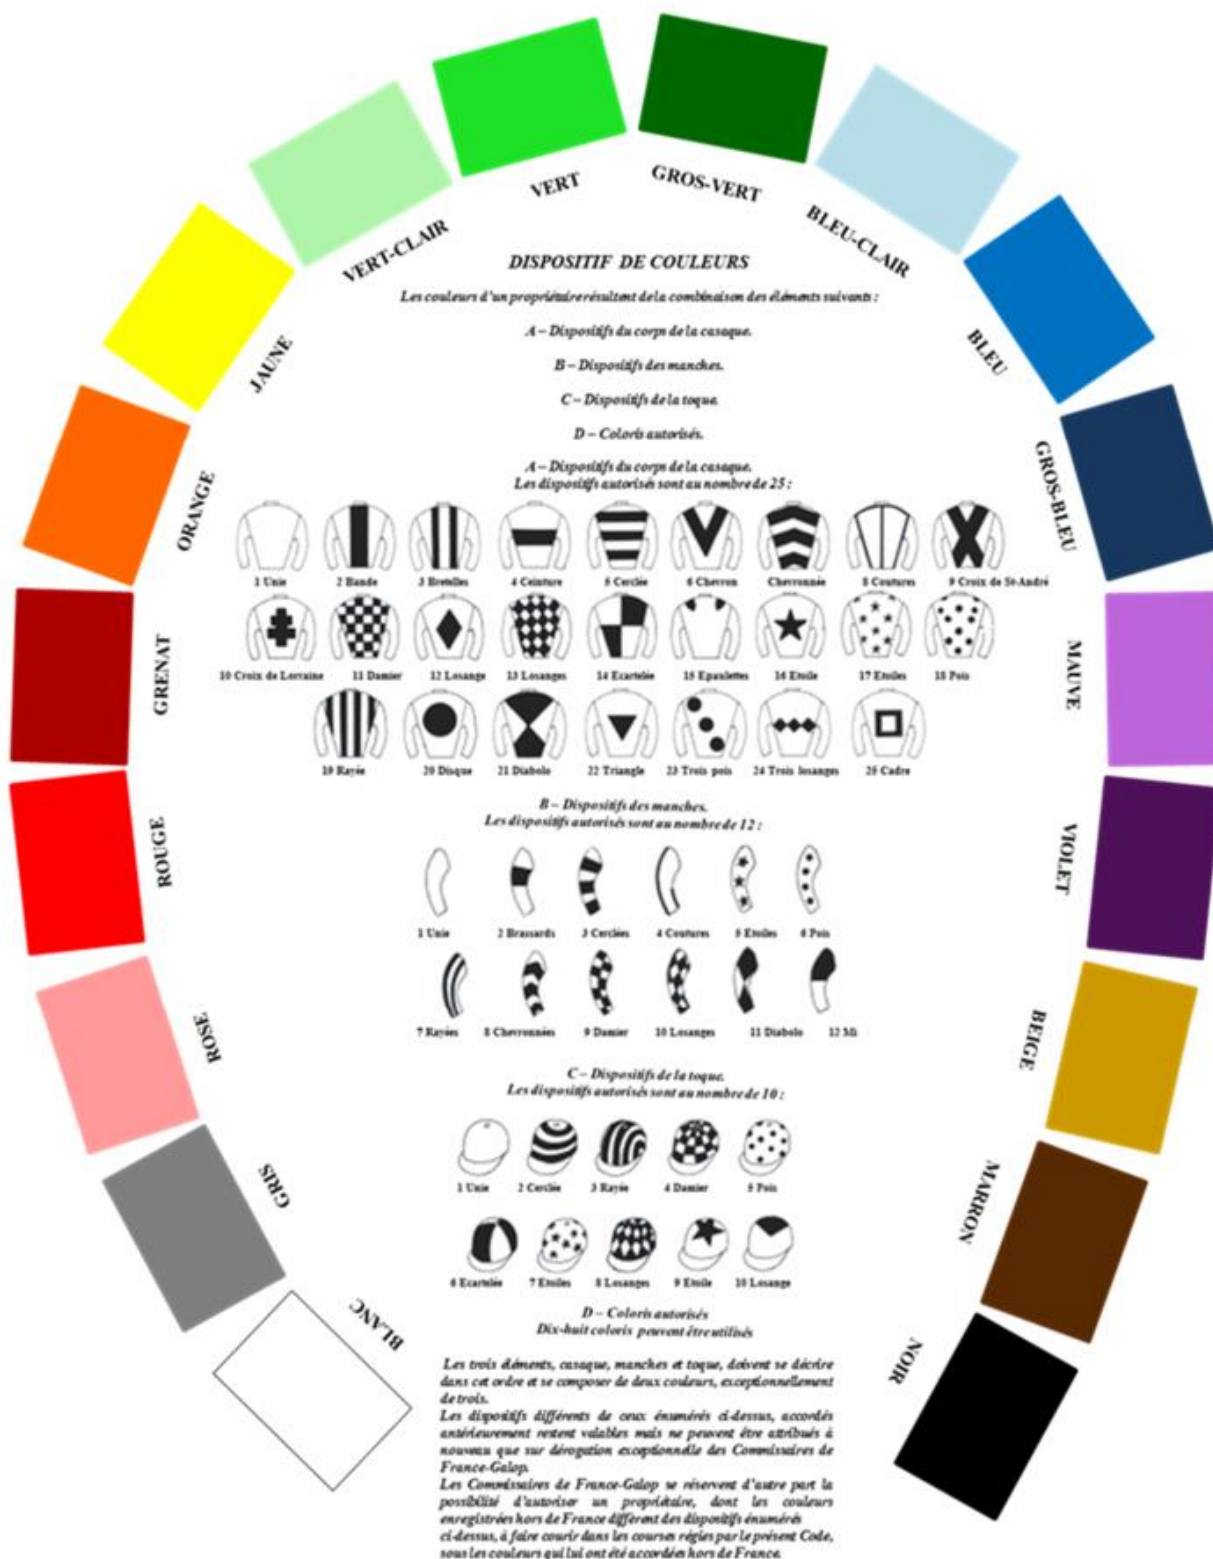 VERT
GROS-VERT
VERT-CLAIR
BLEU-CLAIR
JAUNE
BLEU
ORANGE
GROS-BLEU
GRENAT
MAUVE
ROUGE
VIOLET
ROSE
BEIGE
GRIS
MARRON
BLANC
NOIR
DISPOSITIF DE COULEURS
Les couleurs d'un propriétaire résultent de la combinaison des éléments suivants :
A – Dispositifs du corps de la casaque.
B – Dispositifs des manches.
C – Dispositifs de la toque.
D – Coloris autorisés.
A – Dispositifs du corps de la casaque.
Les dispositifs autorisés sont au nombre de 25 :
1 Unie 2 Bande 3 Bretelles 4 Ceinture 5 Cerclée 6 Chevron Chevronnée 8 Coutures 9 Croix de St-André
10 Croix de Lorraine 11 Damier 12 Losange 13 Losanges 14 Ecartelée 15 Epaulettes 16 Etoile 17 Etoiles 18 Pois
19 Rayée 20 Disque 21 Diabolo 22 Triangle 23 Trois pois 24 Trois losanges 25 Cadre
B – Dispositifs des manches.
Les dispositifs autorisés sont au nombre de 12 :
1 Unie 2 Brassards 3 Cerclées 4 Coutures 5 Etoiles 6 Pois
7 Rayées 8 Chevronnées 9 Damier 10 Losanges 11 Diabolo 12 Mi
C – Dispositifs de la toque.
Les dispositifs autorisés sont au nombre de 10 :
1 Unie 2 Cerclée 3 Rayée 4 Damier 5 Pois
6 Ecartelée 7 Etoiles 8 Losanges 9 Etoile 10 Losange
D – Coloris autorisés
Dix-huit coloris peuvent être utilisés
Les trois éléments, casaque, manches et toque, doivent se décrire
dans cet ordre et se composer de deux couleurs, exceptionnellement
de trois.
Les dispositifs différents de ceux énumérés ci-dessus, accordés
antérieurement restent valables mais ne peuvent être attribués à
nouveau que sur dérogation exceptionnelle des Commissaires de
France-Galop.
Les Commissaires de France-Galop se réservent d'autre part la
possibilité d'autoriser un propriétaire, dont les couleurs
enregistrées hors de France diffèrent des dispositifs énumérés
ci-dessus, à faire courir dans les courses régies par le présent Code,
sous les couleurs qui lui ont été accordées hors de France.